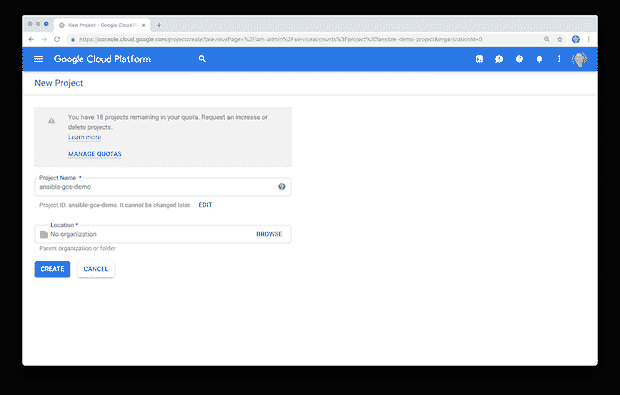 New Project - Google Cloud Platform
https://console.cloud.google.com/projectcreate?previousPage=%2Fiam-admin%2Fserviceaccounts%3Fproject%3Dansible-demo-project&organizationId=0
Google Cloud Platform
New Project
You have 18 projects remaining in your quota. Request an increase or
delete projects.
Learn more
MANAGE QUOTAS
Project Name *
ansible-gce-demo
Project ID: ansible-gce-demo. It cannot be changed later. EDIT
Location *
No organization BROWSE
Parent organization or folder
CREATE CANCEL